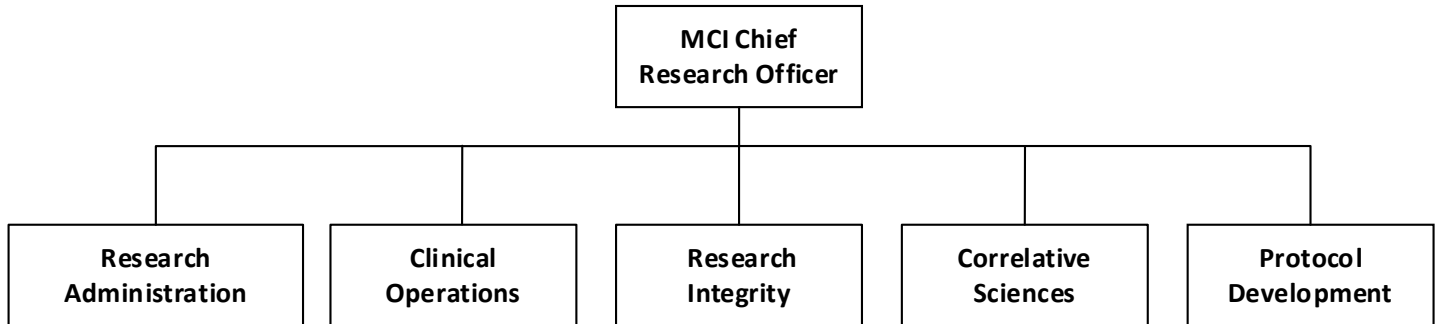 MCI Chief
Research Officer
Research
Administration
Clinical
Operations
Research
Integrity
Correlative
Sciences
Protocol
Development